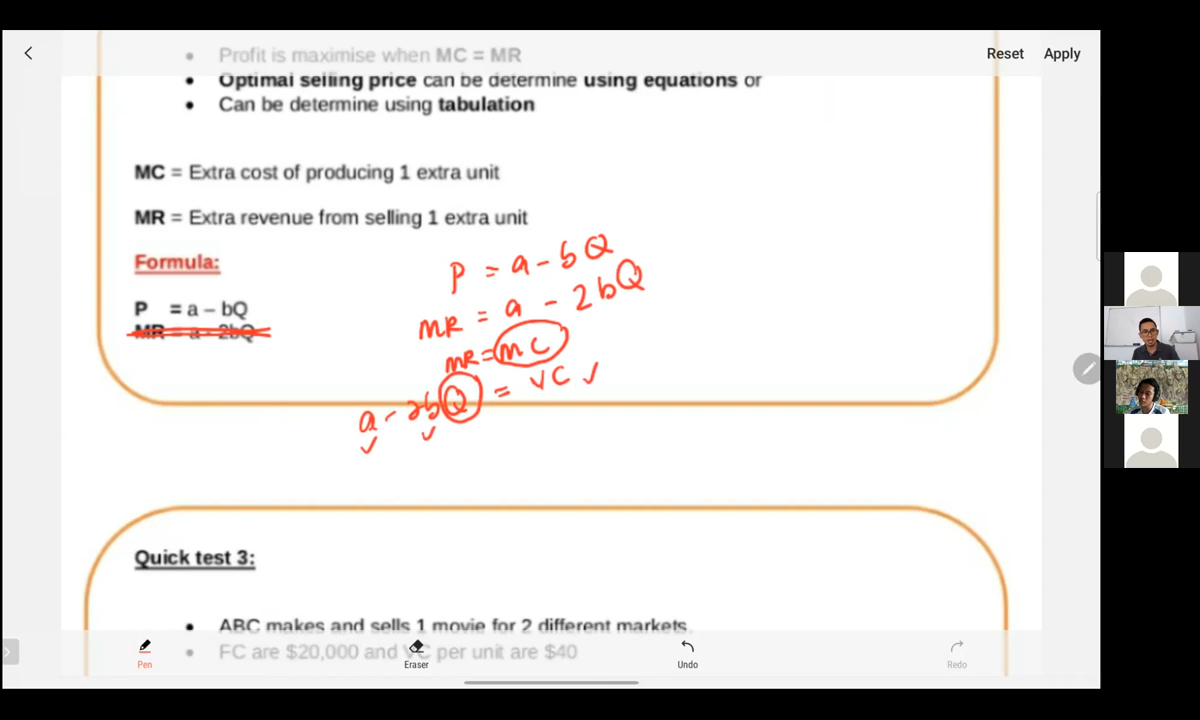 Profit is maximise when MC = MR
Reset Apply
Optimal selling price can be determine using equations or
Can be determine using tabulation
MC = Extra cost of producing 1 extra unit
MR = Extra revenue from selling 1 extra unit
Formula:
P = a – bQ
MR = a - 2bQ
P = a - bQ
MR = a - 2bQ
MR = MC
a - 2bQ = VC
Quick test 3:
ABC makes and sells 1 movie for 2 different markets.
FC are $20,000 and VC per unit are $40
Pen Eraser Undo Redo